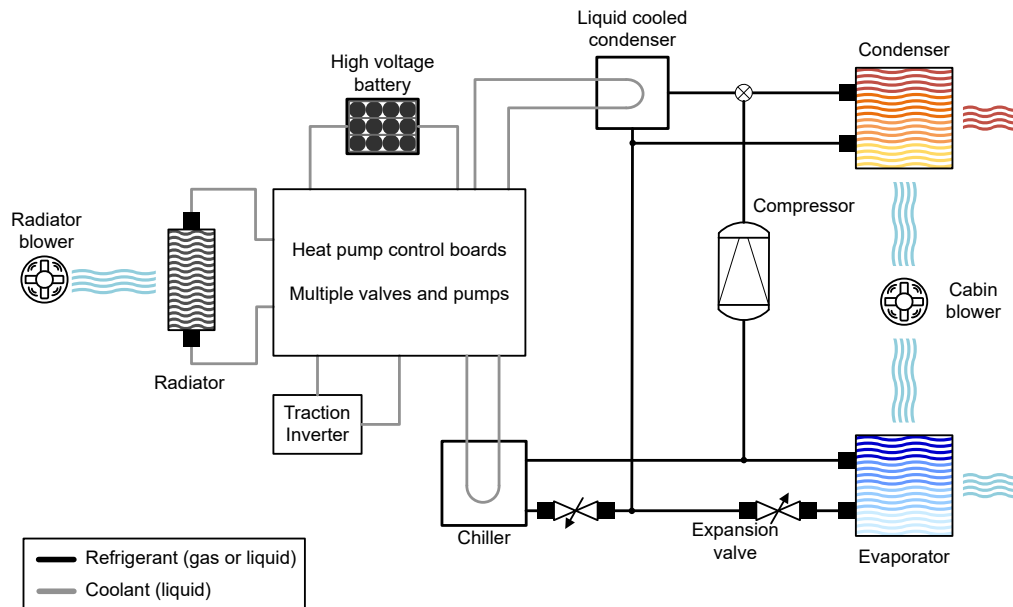 Liquid cooled
condenser
Condenser
High voltage
battery
Compressor
Radiator
blower
Heat pump control boards
Multiple valves and pumps
Cabin
blower
Radiator
Traction
Inverter
Chiller
Expansion
valve
Evaporator
Refrigerant (gas or liquid)
Coolant (liquid)